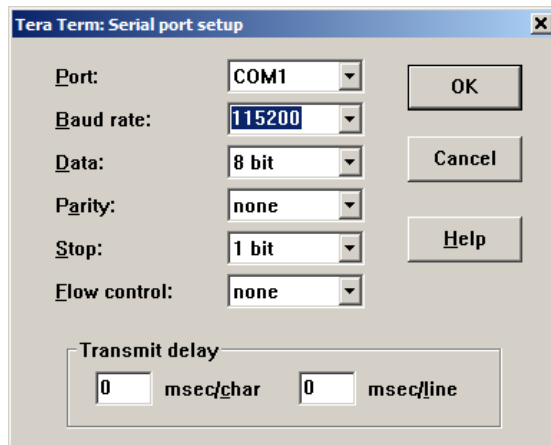 Tera Term: Serial port setup
Port: COM1 OK
Baud rate: 115200
Data: 8 bit Cancel
Parity: none
Stop: 1 bit Help
Flow control: none
Transmit delay
0 msec/char 0 msec/line